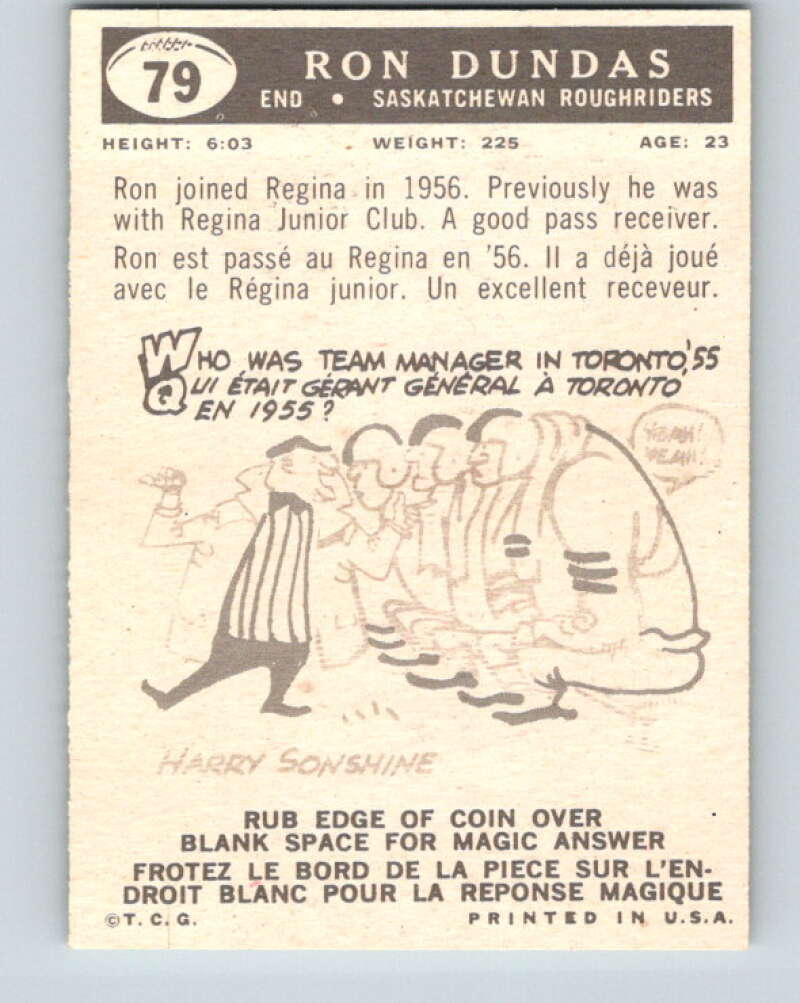 79
RON DUNDAS
END • SASKATCHEWAN ROUGHRIDERS
HEIGHT: 6:03 WEIGHT: 225 AGE: 23
Ron joined Regina in 1956. Previously he was
with Regina Junior Club. A good pass receiver.
Ron est passé au Regina en '56. Il a déjà joué
avec le Régina junior. Un excellent receveur.
WHO WAS TEAM MANAGER IN TORONTO, '55
QUI ÉTAIT GÉRANT GÉNÉRAL À TORONTO
EN 1955?
YEAH!
YEAH!
HARRY SONSHINE
RUB EDGE OF COIN OVER
BLANK SPACE FOR MAGIC ANSWER
FROTEZ LE BORD DE LA PIECE SUR L'EN-
DROIT BLANC POUR LA REPONSE MAGIQUE
©T. C. G. PRINTED IN U.S.A.